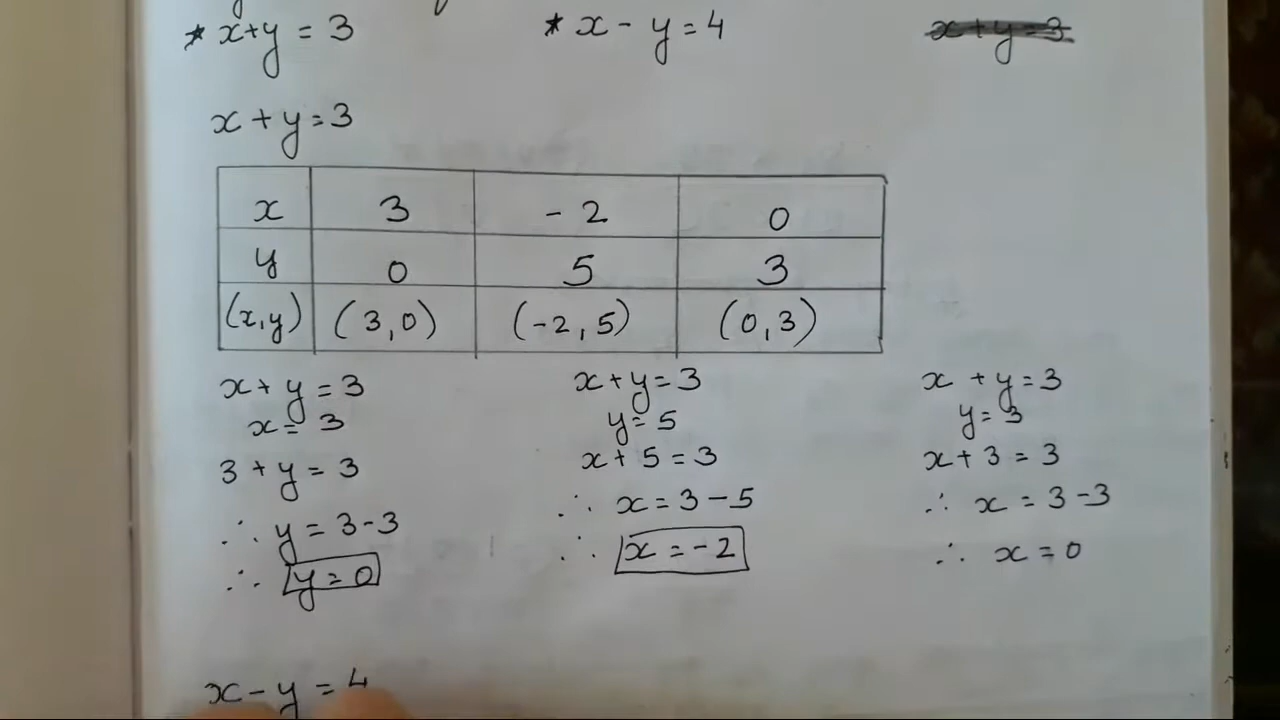 * x+y = 3 * x - y = 4 x + y = 3
x + y = 3
x 3 - 2 0
y 0 5 3
(x,y) (3,0) (-2,5) (0,3)
x + y = 3 x+y = 3 x + y = 3
x = 3 y = 5 y = 3
3 + y = 3 x + 5 = 3 x + 3 = 3
∴ y = 3-3 ∴ x = 3 - 5 ∴ x = 3 - 3
∴ y = 0 ∴ x = -2 ∴ x = 0
x - y = 4